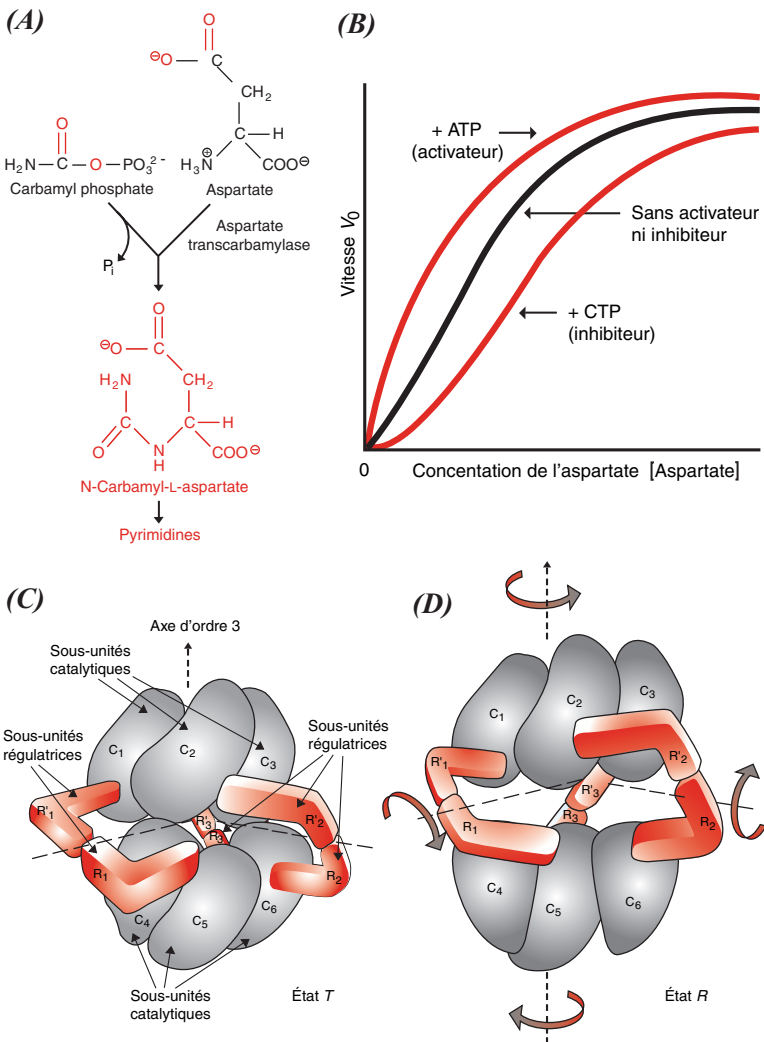 (A)
O
⊖O
C
CH₂
C
H
H₃N⊕
COO⊖
Aspartate
O
H₂N
C
O
PO₃²⁻
Carbamyl phosphate
Aspartate
transcarbamylase
Pi
O
⊖O
C
CH₂
H₂N
C
H
C
O
N
H
COO⊖
N-Carbamyl-L-aspartate
Pyrimidines
(B)
Vitesse V₀
+ ATP
(activateur)
Sans activateur
ni inhibiteur
+ CTP
(inhibiteur)
0
Concentation de l'aspartate [Aspartate]
(C)
Axe d'ordre 3
Sous-unités
catalytiques
Sous-unités
régulatrices
Sous-unités
régulatrices
C₁
C₂
C₃
R'₁
R'₃
R'₂
R₃
R₁
R₂
C₄
C₅
C₆
Sous-unités
catalytiques
État T
(D)
C₁
C₂
C₃
R'₁
R'₂
R'₃
R₃
R₁
R₂
C₄
C₅
C₆
État R